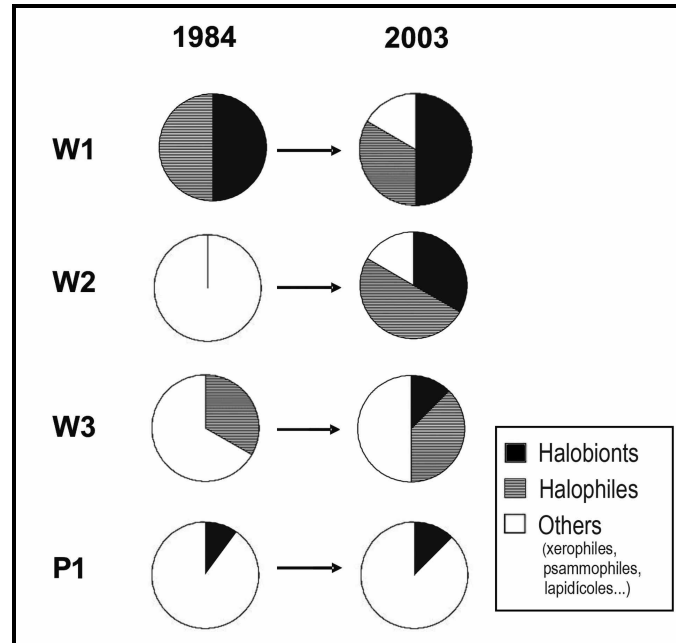 1984 2003
W1
W2
W3
P1
Halobionts
Halophiles
Others
(xerophiles,
psammophiles,
lapidícoles...)